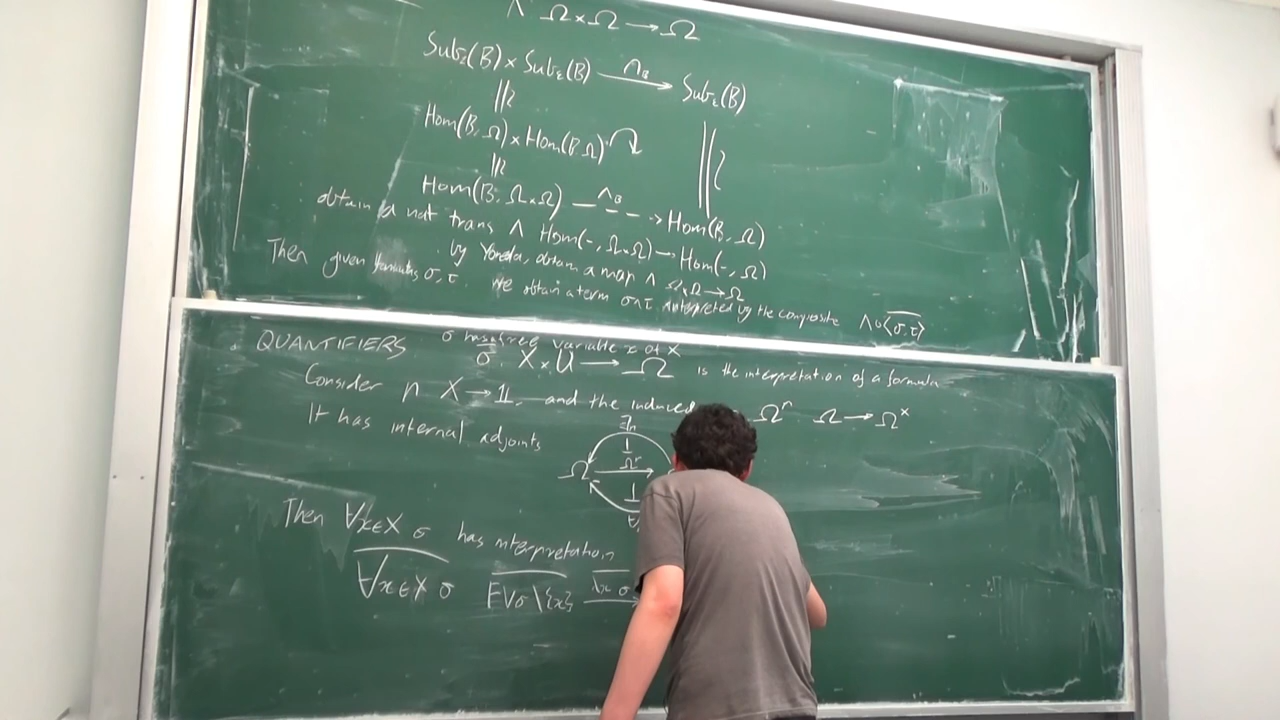 ∧ Ω×Ω → Ω
Sub_ε(B) × Sub_ε(B) —∩_B→ Sub_ε(B)
Hom(B, Ω) × Hom(B, Ω)
Hom(B, Ω×Ω) —∧_B→ Hom(B, Ω)
obtain a nat trans ∧ Hom(-, Ω×Ω) → Hom(-, Ω)
by Yoneda, obtain a map ∧ Ω×Ω → Ω
Then given formulas σ, τ. We obtain a term σ∧τ interpreted by the composite ∧∘⟨σ, τ⟩
QUANTIFIERS σ has free variable x of X
σ X × U → Ω is the interpretation of a formula
Consider η X → 1, and the induced Ω^η Ω → Ω^X
It has internal adjoints
∃η
⊥
Ω Ω^η
⊥
Then ∀x∈X σ has interpretation
∀x∈X σ FVσ\{x} λx σ